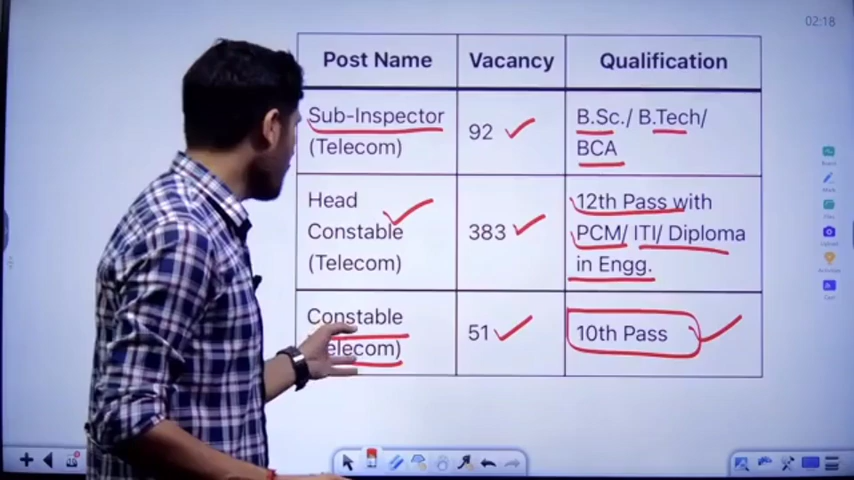 02:18
Post Name Vacancy Qualification
Sub-Inspector
(Telecom)
92
B.Sc./ B.Tech/
BCA
Head
Constable
(Telecom)
383
12th Pass with
PCM/ ITI/ Diploma
in Engg.
Constable
elecom)
51
10th Pass